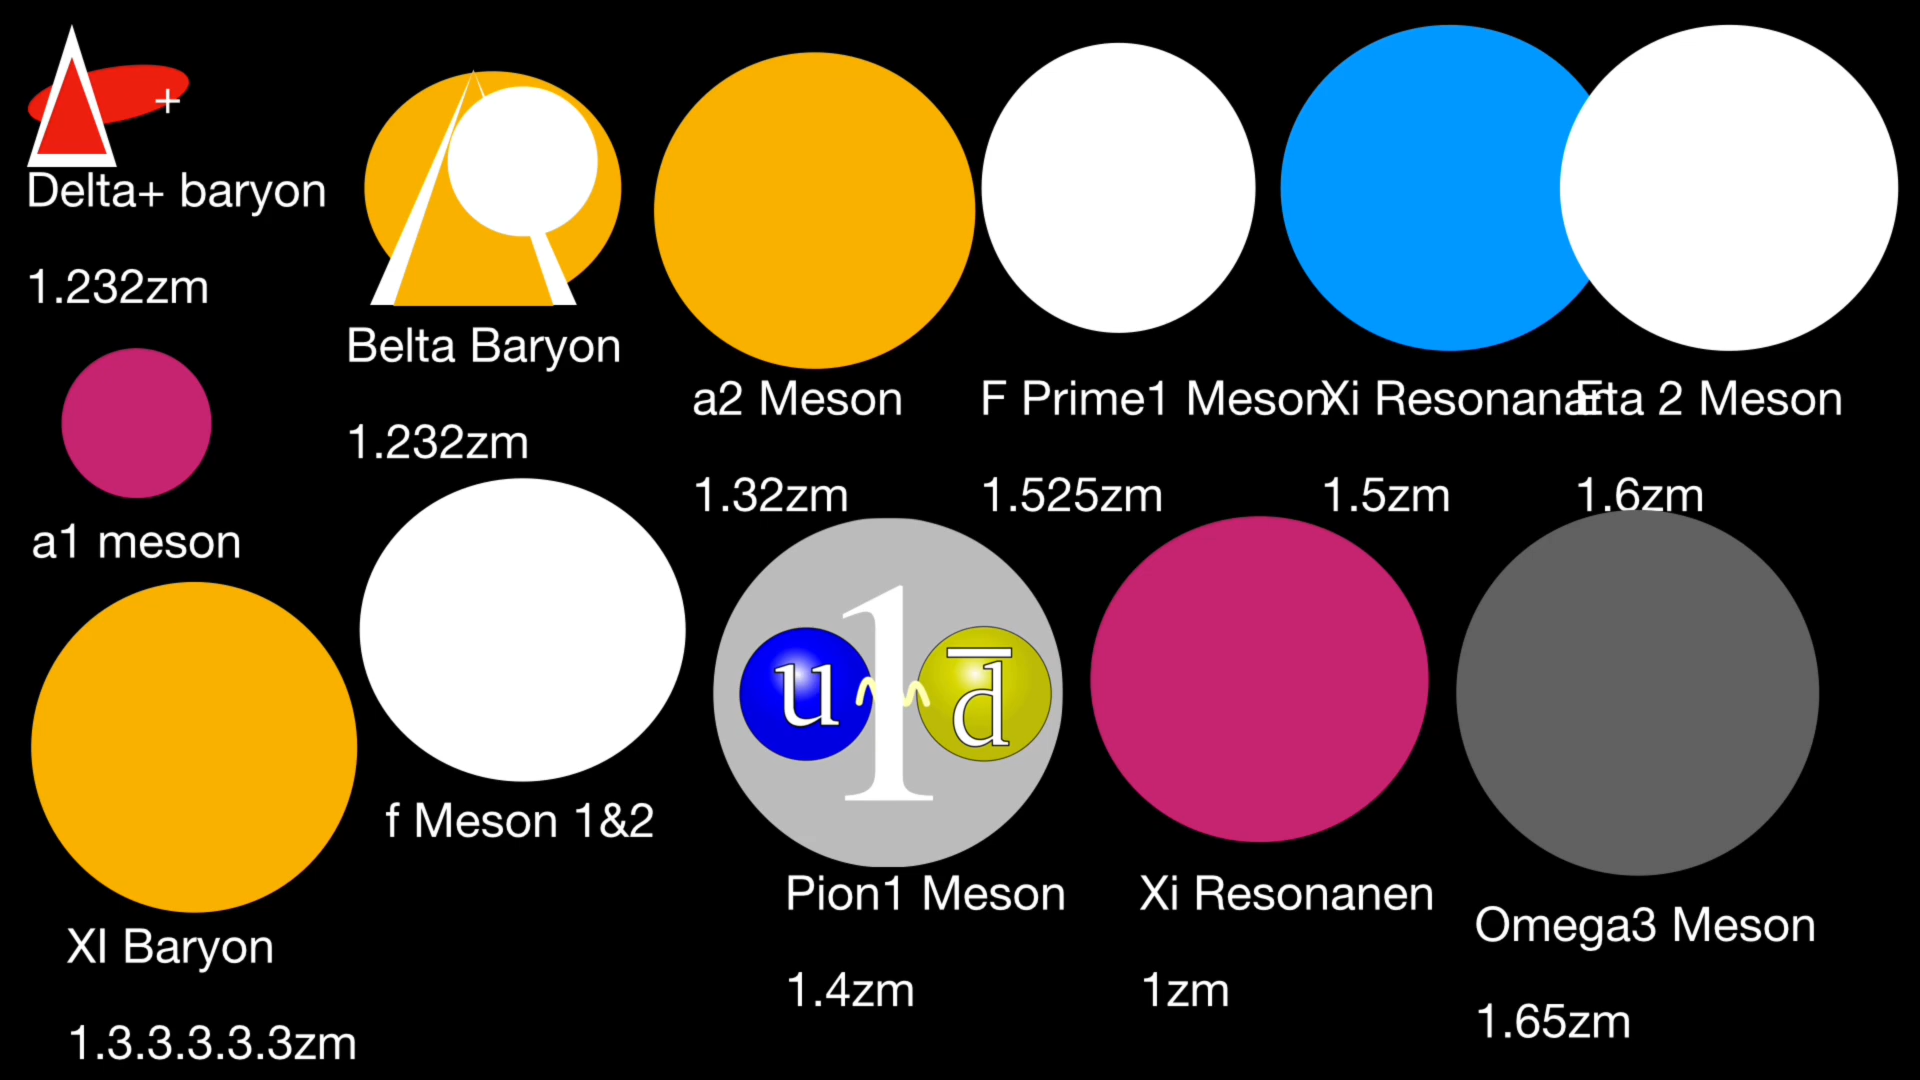 +
Delta+ baryon
1.232zm
a1 meson
XI Baryon
1.3.3.3.3.3zm
Belta Baryon
1.232zm
f Meson 1&2
a2 Meson
1.32zm
F Prime1 Meson
1.525zm
Xi Resonanan
1.5zm
Eta 2 Meson
1.6zm
u
1
d̅
Pion1 Meson
1.4zm
Xi Resonanen
1zm
Omega3 Meson
1.65zm